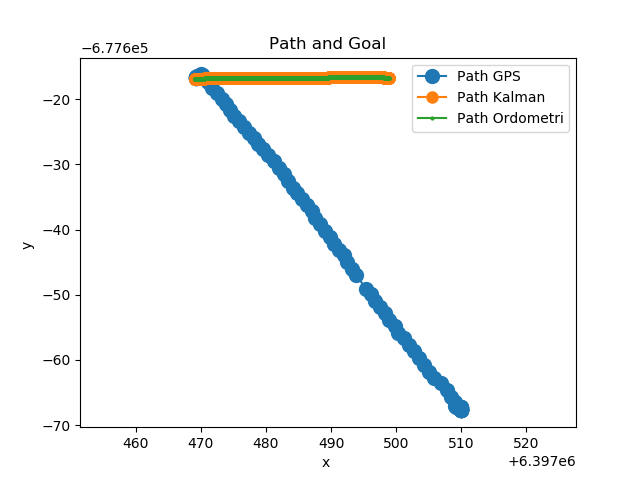 Path and Goal
−6.776e5
Path GPS
Path Kalman
Path Ordometri
−20
−30
−40
−50
−60
−70
y
460 470 480 490 500 510 520
x
+6.397e6